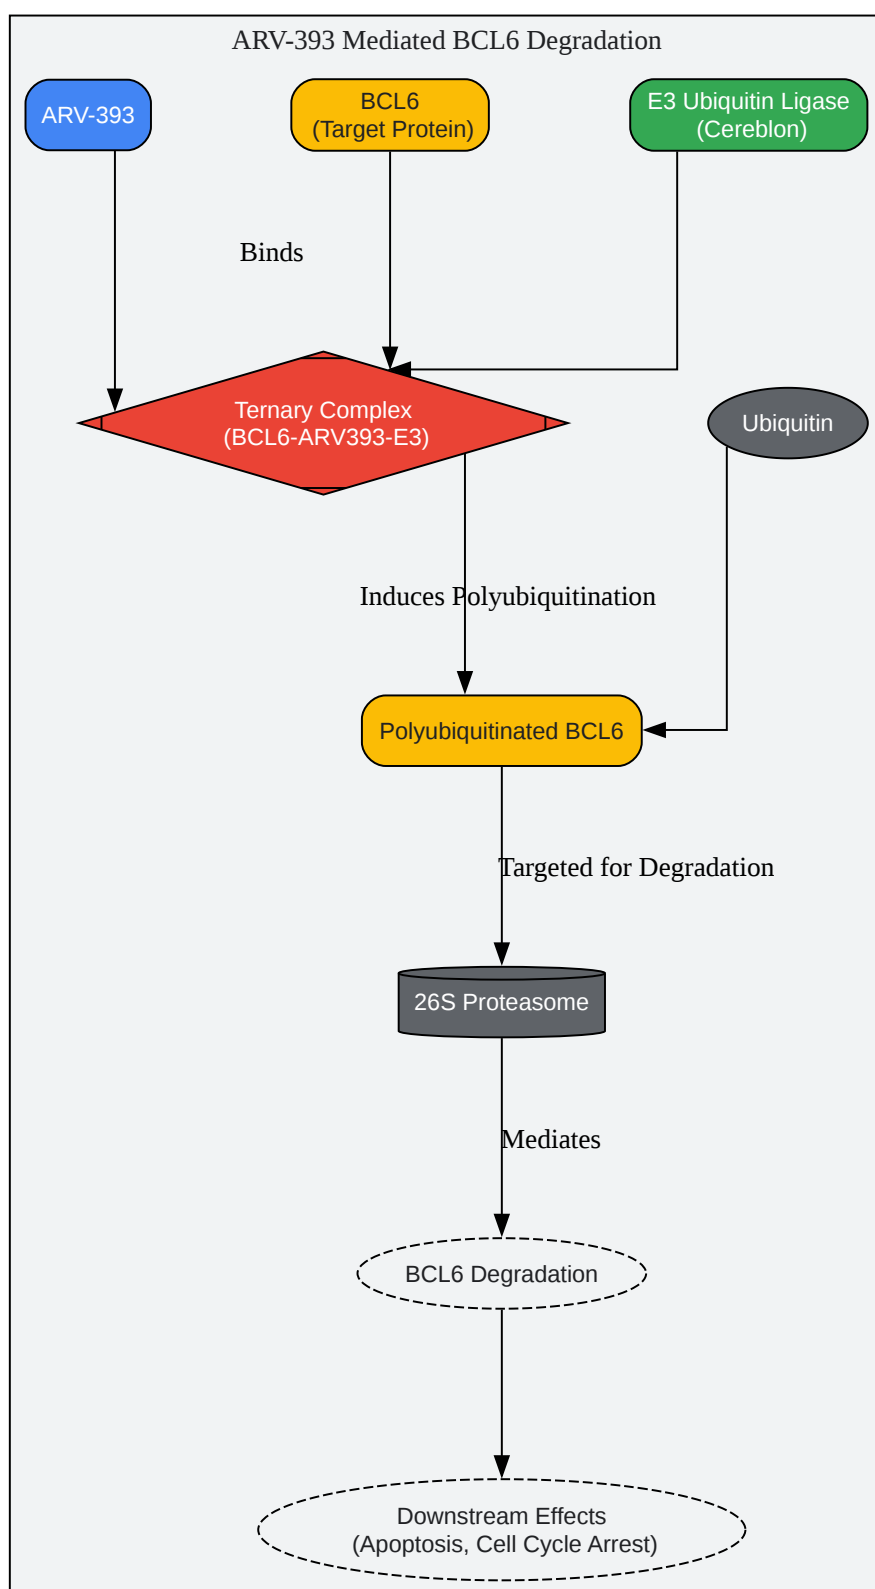 ARV-393 Mediated BCL6 Degradation
ARV-393
BCL6
(Target Protein)
E3 Ubiquitin Ligase
(Cereblon)
Binds
Ternary Complex
(BCL6-ARV393-E3)
Ubiquitin
Induces Polyubiquitination
Polyubiquitinated BCL6
Targeted for Degradation
26S Proteasome
Mediates
BCL6 Degradation
Downstream Effects
(Apoptosis, Cell Cycle Arrest)